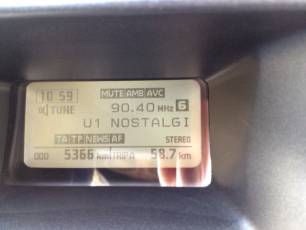 10:59 MUTE AMB AVC
TUNE 90.40 MHz 6
U1 NOSTALGI
TA TP NEWS AF STEREO
ODO 5366 km TRIPA 58.7 km